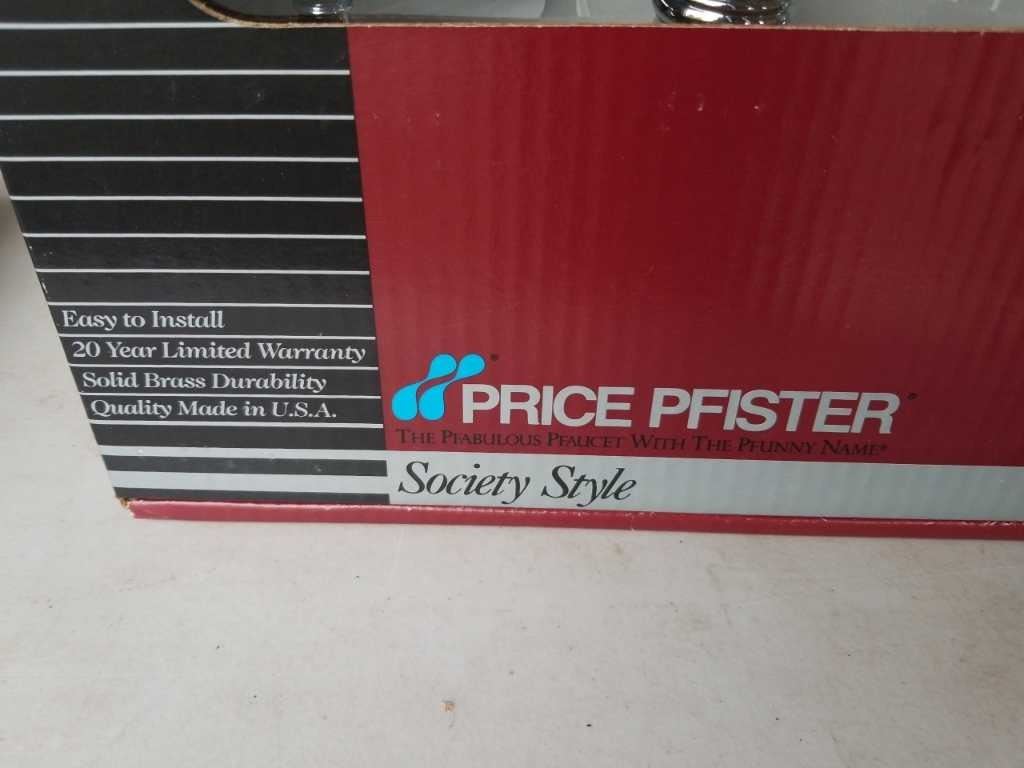 Easy to Install
20 Year Limited Warranty
Solid Brass Durability
Quality Made in U.S.A.
® PRICE PFISTER®
THE PFABULOUS PFAUCET WITH THE PFUNNY NAME®
Society Style